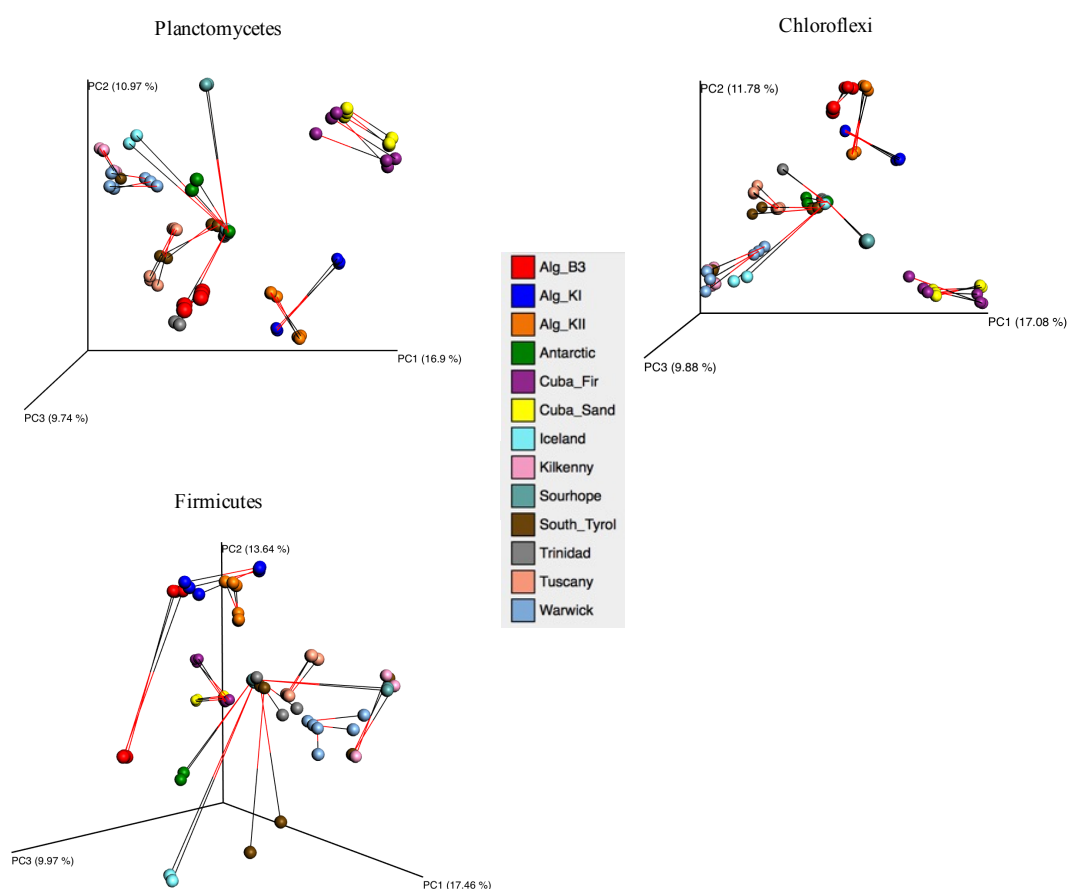 Planctomycetes
PC2 (10.97 %)
PC1 (16.9 %)
PC3 (9.74 %)
Chloroflexi
PC2 (11.78 %)
PC1 (17.08 %)
PC3 (9.88 %)
Alg_B3
Alg_KI
Alg_KII
Antarctic
Cuba_Fir
Cuba_Sand
Iceland
Kilkenny
Sourhope
South_Tyrol
Trinidad
Tuscany
Warwick
Firmicutes
PC2 (13.64 %)
PC3 (9.97 %)
PC1 (17.46 %)